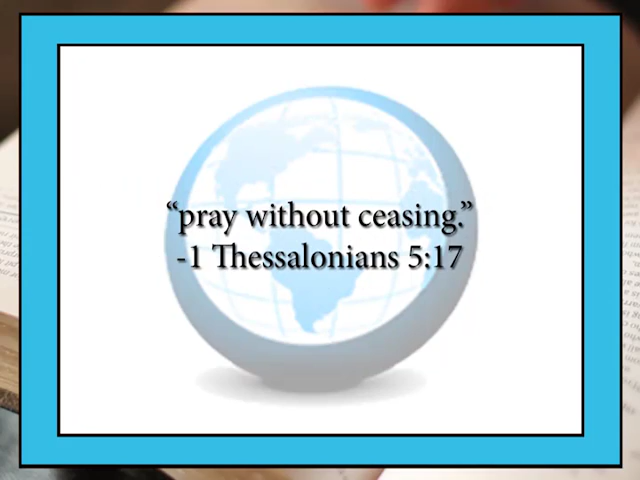 “pray without ceasing.”
-1 Thessalonians 5:17